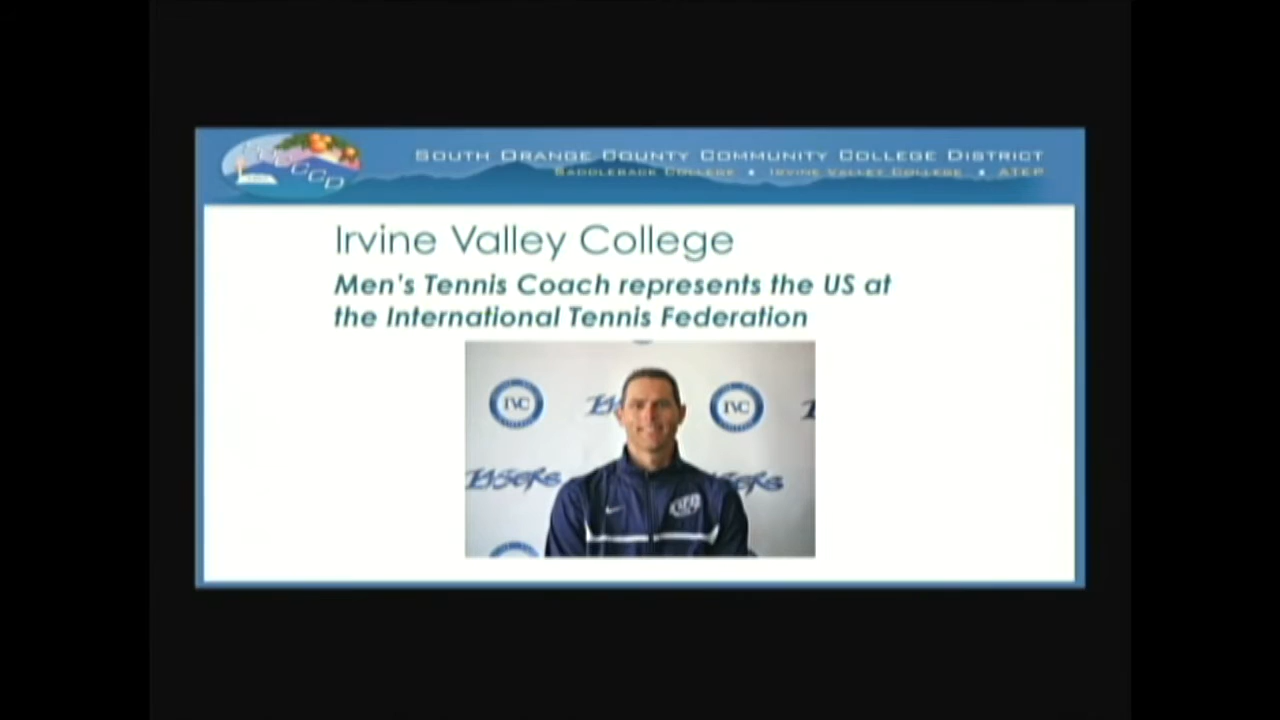 SOCCCD
SOUTH ORANGE COUNTY COMMUNITY COLLEGE DISTRICT
SADDLEBACK COLLEGE • IRVINE VALLEY COLLEGE • ATEP
Irvine Valley College
Men's Tennis Coach represents the US at
the International Tennis Federation
IVC
IVC
LASERS